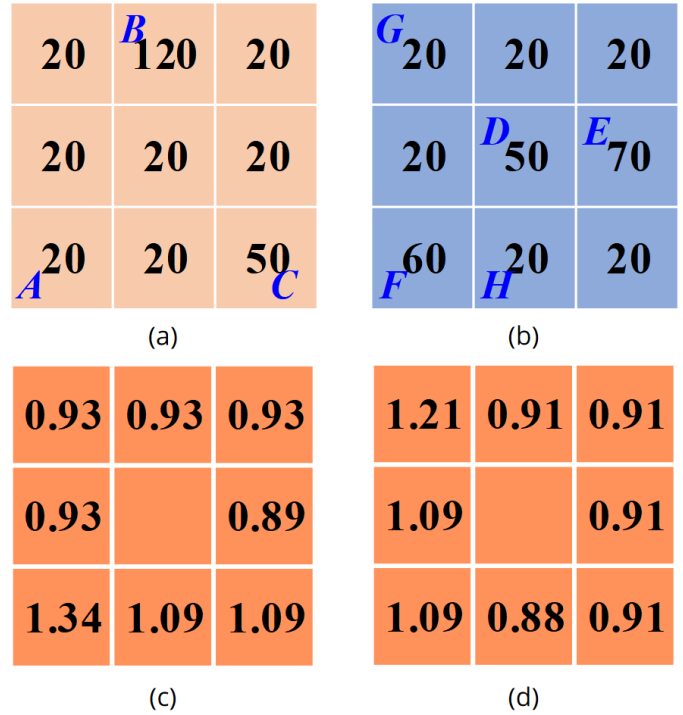 B G
20 120 20 20 20 20
D E
20 20 20 20 50 70
20 20 50 60 20 20
A C F H
(a) (b)
0.93 0.93 0.93 1.21 0.91 0.91
0.93 0.89 1.09 0.91
1.34 1.09 1.09 1.09 0.88 0.91
(c) (d)